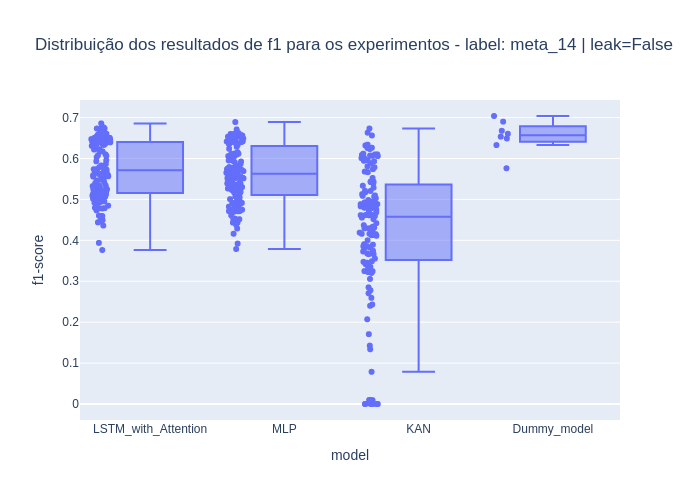 Distribuição dos resultados de f1 para os experimentos - label: meta_14 | leak=False
0.7
0.6
0.5
0.4
0.3
0.2
0.1
0
f1-score
LSTM_with_Attention
MLP
KAN
Dummy_model
model